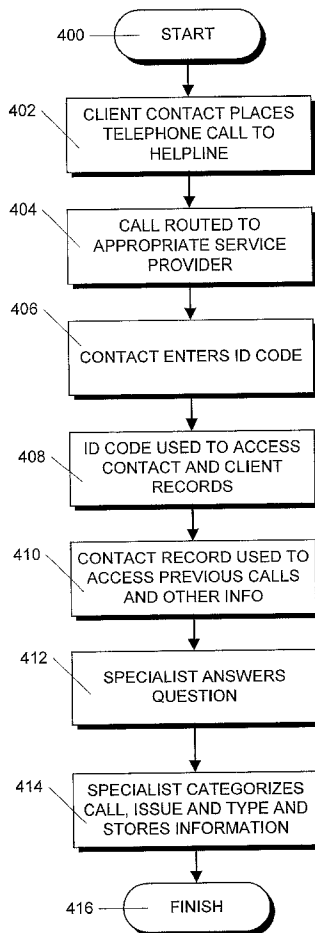 400
START
402
CLIENT CONTACT PLACES
TELEPHONE CALL TO
HELPLINE
404
CALL ROUTED TO
APPROPRIATE SERVICE
PROVIDER
406
CONTACT ENTERS ID CODE
408
ID CODE USED TO ACCESS
CONTACT AND CLIENT
RECORDS
410
CONTACT RECORD USED TO
ACCESS PREVIOUS CALLS
AND OTHER INFO
412
SPECIALIST ANSWERS
QUESTION
414
SPECIALIST CATEGORIZES
CALL, ISSUE AND TYPE AND
STORES INFORMATION
416
FINISH